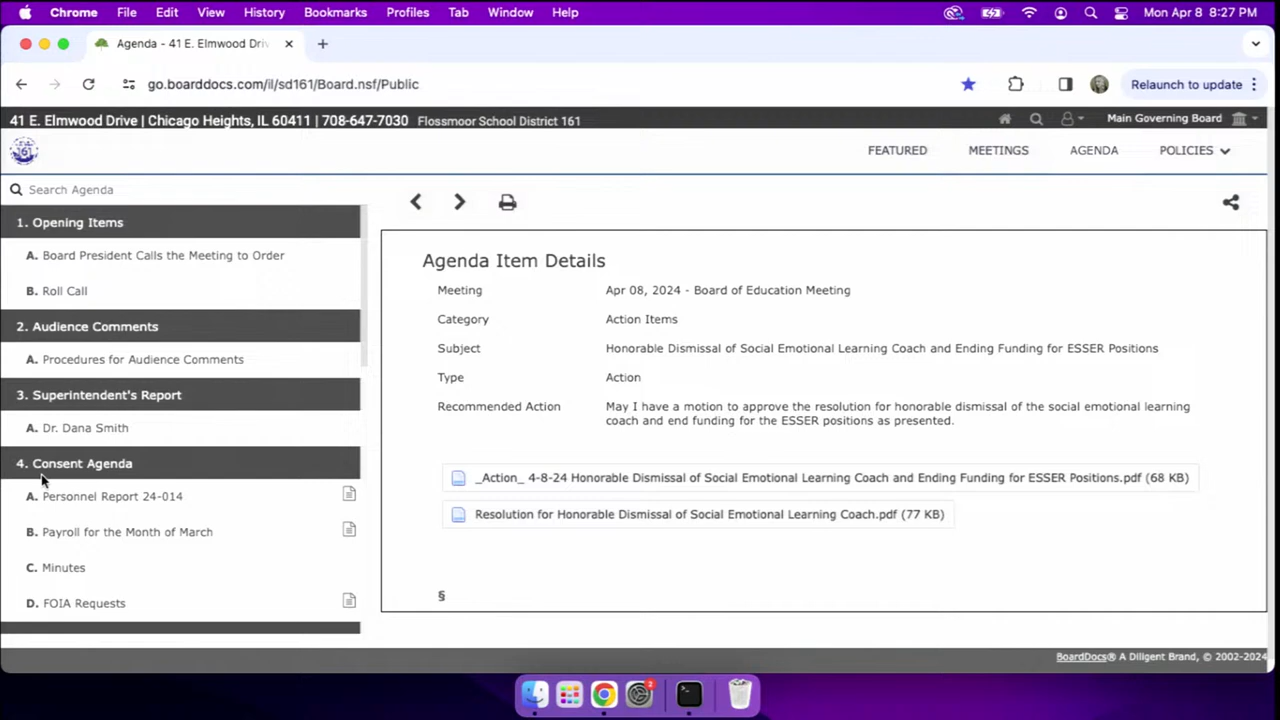 Chrome File Edit View History Bookmarks Profiles Tab Window Help Mon Apr 8 8:27 PM
Agenda - 41 E. Elmwood Driv
go.boarddocs.com/il/sd161/Board.nsf/Public Relaunch to update
41 E. Elmwood Drive | Chicago Heights, IL 60411 | 708-647-7030 Flossmoor School District 161 Main Governing Board
161 FEATURED MEETINGS AGENDA POLICIES
Search Agenda
1. Opening Items
A. Board President Calls the Meeting to Order
B. Roll Call
2. Audience Comments
A. Procedures for Audience Comments
3. Superintendent's Report
A. Dr. Dana Smith
4. Consent Agenda
A. Personnel Report 24-014
B. Payroll for the Month of March
C. Minutes
D. FOIA Requests
Agenda Item Details
Meeting Apr 08, 2024 - Board of Education Meeting
Category Action Items
Subject Honorable Dismissal of Social Emotional Learning Coach and Ending Funding for ESSER Positions
Type Action
Recommended Action May I have a motion to approve the resolution for honorable dismissal of the social emotional learning
coach and end funding for the ESSER positions as presented.
_Action_ 4-8-24 Honorable Dismissal of Social Emotional Learning Coach and Ending Funding for ESSER Positions.pdf (68 KB)
Resolution for Honorable Dismissal of Social Emotional Learning Coach.pdf (77 KB)
§
BoardDocs® A Diligent Brand, © 2002-2024
2